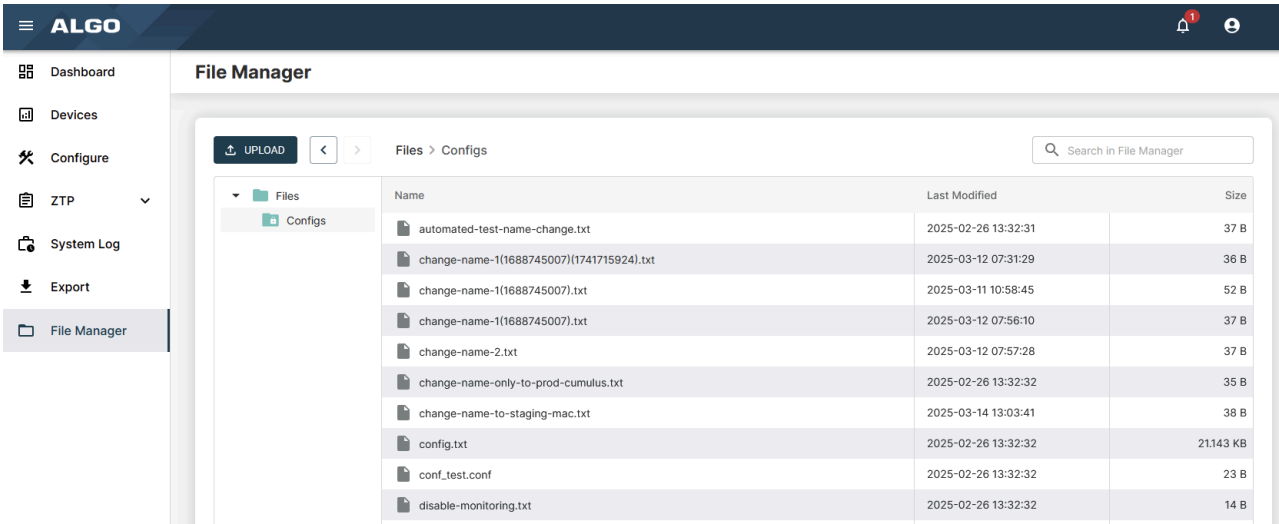 ALGO
1
Dashboard
Devices
Configure
ZTP
System Log
Export
File Manager
File Manager
UPLOAD
Files > Configs
Search in File Manager
Files
Configs
Name Last Modified Size
automated-test-name-change.txt 2025-02-26 13:32:31 37 B
change-name-1(1688745007)(1741715924).txt 2025-03-12 07:31:29 36 B
change-name-1(1688745007).txt 2025-03-11 10:58:45 52 B
change-name-1(1688745007).txt 2025-03-12 07:56:10 37 B
change-name-2.txt 2025-03-12 07:57:28 37 B
change-name-only-to-prod-cumulus.txt 2025-02-26 13:32:32 35 B
change-name-to-staging-mac.txt 2025-03-14 13:03:41 38 B
config.txt 2025-02-26 13:32:32 21.143 KB
conf_test.conf 2025-02-26 13:32:32 23 B
disable-monitoring.txt 2025-02-26 13:32:32 14 B